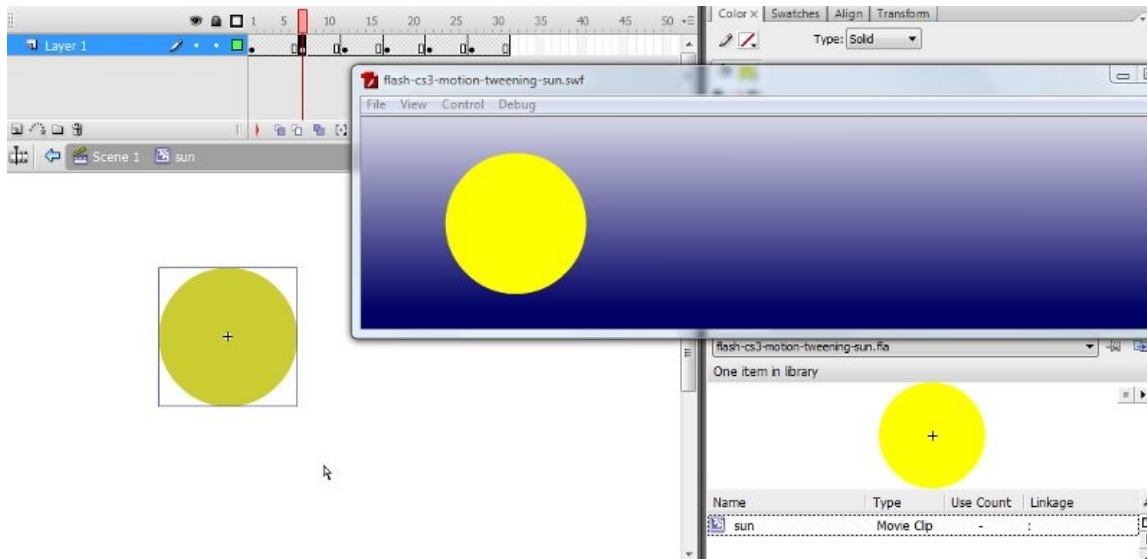 1 5 10 15 20 25 30 35 40 45 50
Color × Swatches Align Transform
Layer 1
Type: Solid
flash-cs3-motion-tweening-sun.swf
File View Control Debug
Scene 1 sun
flash-cs3-motion-tweening-sun.fla
One item in library
Name Type Use Count Linkage
sun Movie Clip - :